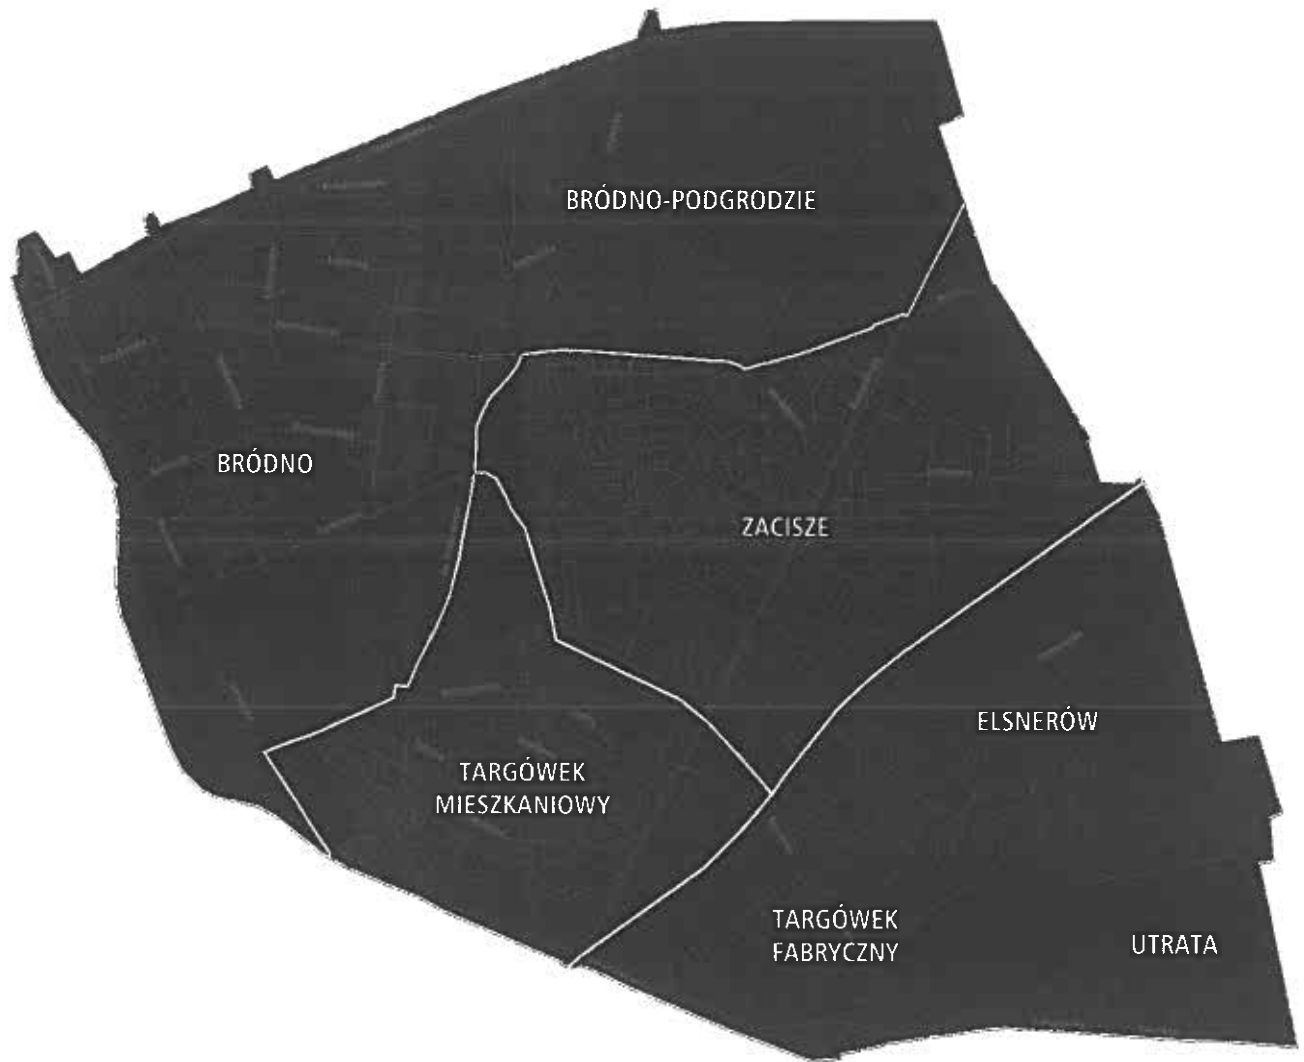 BRÓDNO-PODGRODZIE
BRÓDNO
ZACISZE
ELSNERÓW
TARGÓWEK
MIESZKANIOWY
TARGÓWEK
FABRYCZNY
UTRATA